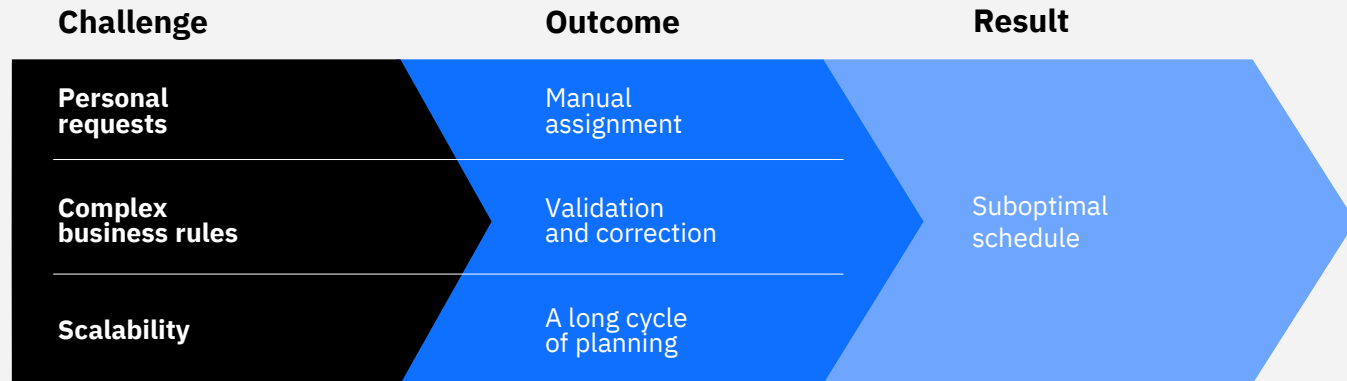 Challenge
Outcome
Result
Personal
requests
Manual
assignment
Complex
business rules
Validation
and correction
Suboptimal
schedule
Scalability
A long cycle
of planning